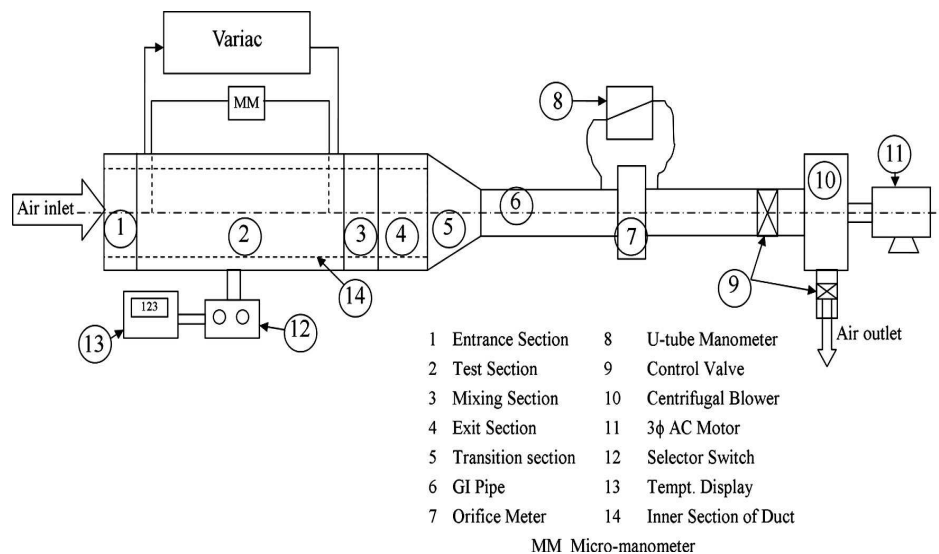 Variac
MM
8
11
10
Air inlet
6
1
2
3
4
5
7
14
9
123
12
13
Air outlet
1 Entrance Section 8 U-tube Manometer
2 Test Section 9 Control Valve
3 Mixing Section 10 Centrifugal Blower
4 Exit Section 11 3ϕ AC Motor
5 Transition section 12 Selector Switch
6 GI Pipe 13 Tempt. Display
7 Orifice Meter 14 Inner Section of Duct
MM Micro-manometer